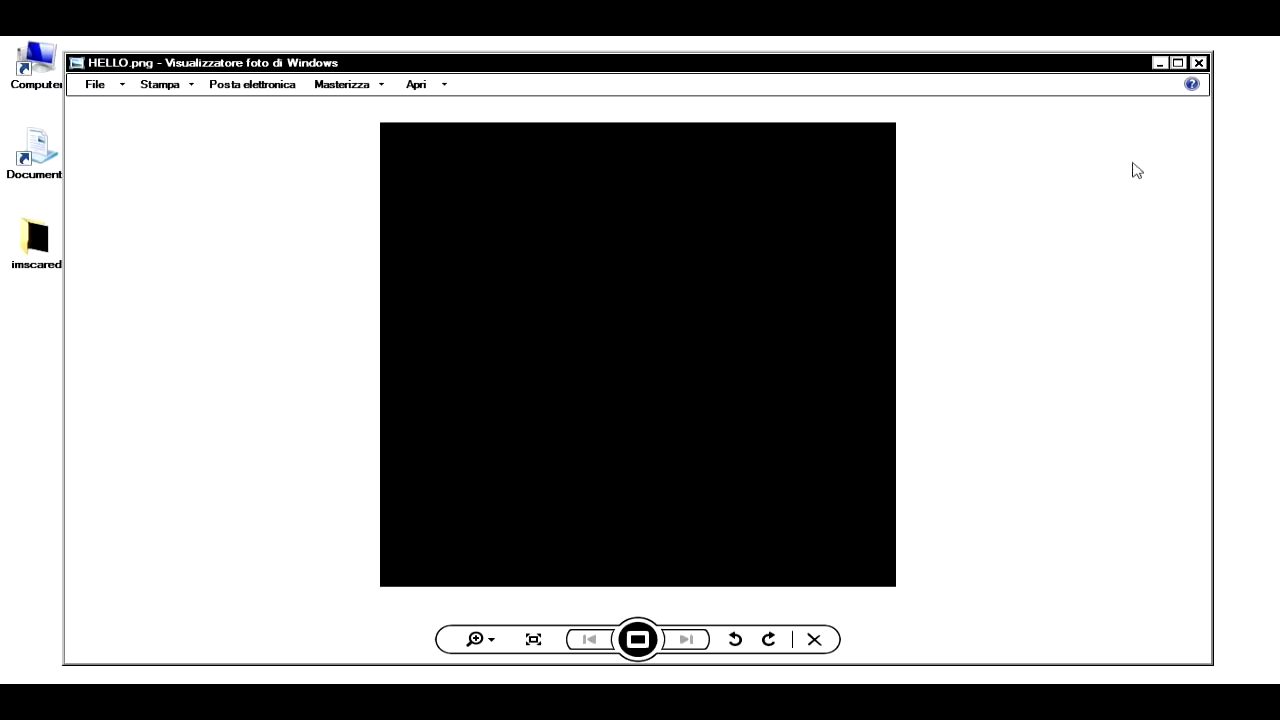 HELLO.png - Visualizzatore foto di Windows
File Stampa Posta elettronica Masterizza Apri
Computer
Document
imscared